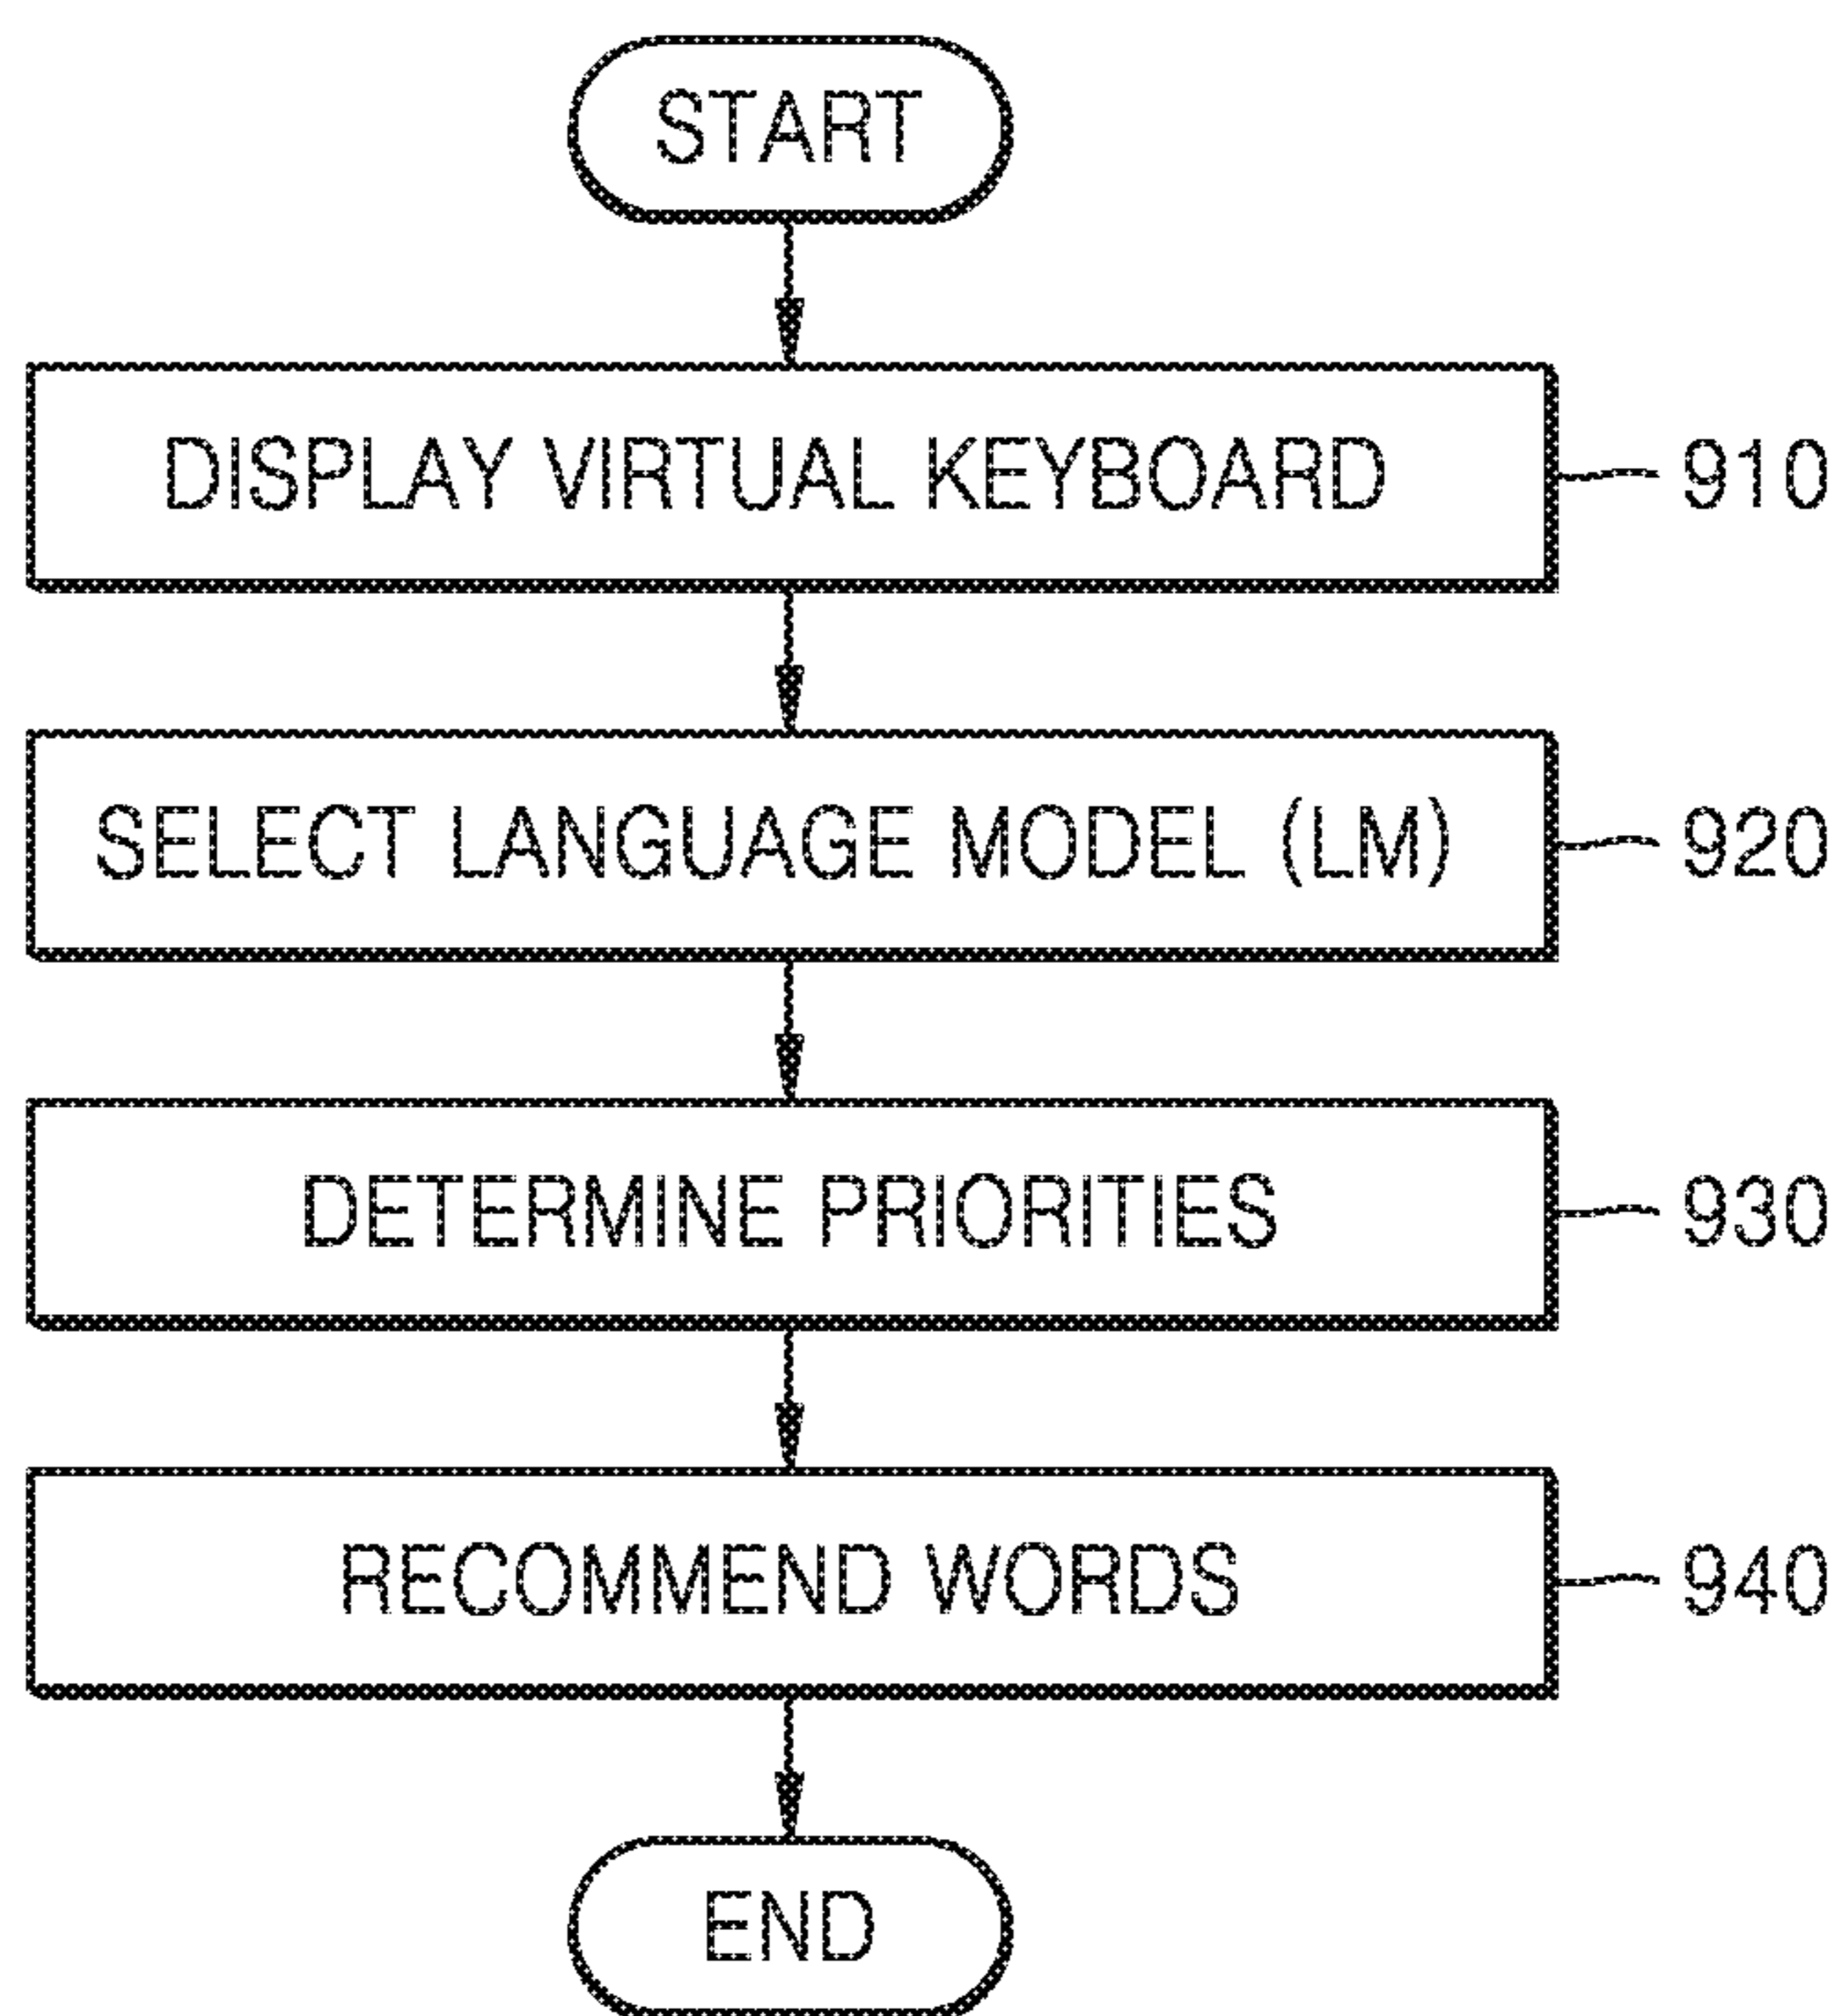 START
DISPLAY VIRTUAL KEYBOARD 910
SELECT LANGUAGE MODEL (LM) 920
DETERMINE PRIORITIES 930
RECOMMEND WORDS 940
END